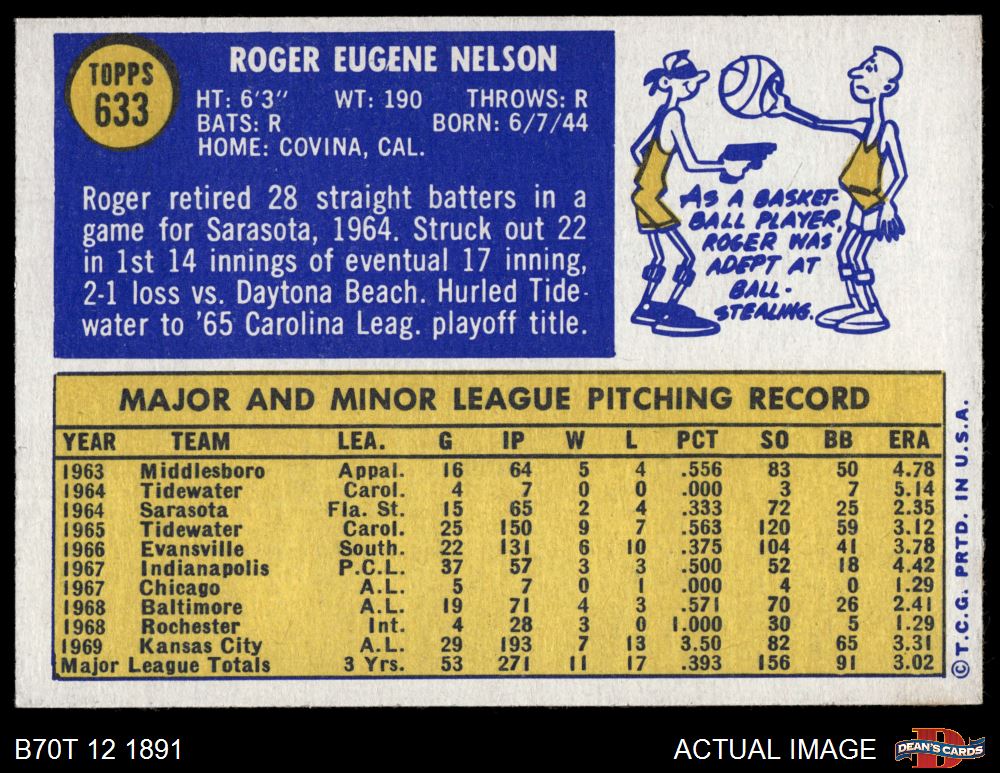 TOPPS
633
ROGER EUGENE NELSON
HT: 6'3" WT: 190 THROWS: R
BATS: R BORN: 6/7/44
HOME: COVINA, CAL.
Roger retired 28 straight batters in a
game for Sarasota, 1964. Struck out 22
in 1st 14 innings of eventual 17 inning,
2-1 loss vs. Daytona Beach. Hurled Tide-
water to '65 Carolina Leag. playoff title.
AS A BASKET-
BALL PLAYER,
ROGER WAS
ADEPT AT
BALL-
STEALING.
MAJOR AND MINOR LEAGUE PITCHING RECORD
YEAR TEAM LEA. G IP W L PCT SO BB ERA
1963 Middlesboro Appal. 16 64 5 4 .556 83 50 4.78
1964 Tidewater Carol. 4 7 0 0 .000 3 7 5.14
1964 Sarasota Fla. St. 15 65 2 4 .333 72 25 2.35
1965 Tidewater Carol. 25 150 9 7 .563 120 59 3.12
1966 Evansville South. 22 131 6 10 .375 104 41 3.78
1967 Indianapolis P.C.L. 37 57 3 3 .500 52 18 4.42
1967 Chicago A.L. 5 7 0 1 .000 4 0 1.29
1968 Baltimore A.L. 19 71 4 3 .571 70 26 2.41
1968 Rochester Int. 4 28 3 0 1.000 30 5 1.29
1969 Kansas City A.L. 29 193 7 13 3.50 82 65 3.31
Major League Totals 3 Yrs. 53 271 11 17 .393 156 91 3.02
© T.C.G. PRTD. IN U.S.A.
B70T 12 1891 ACTUAL IMAGE
DEAN'S CARDS